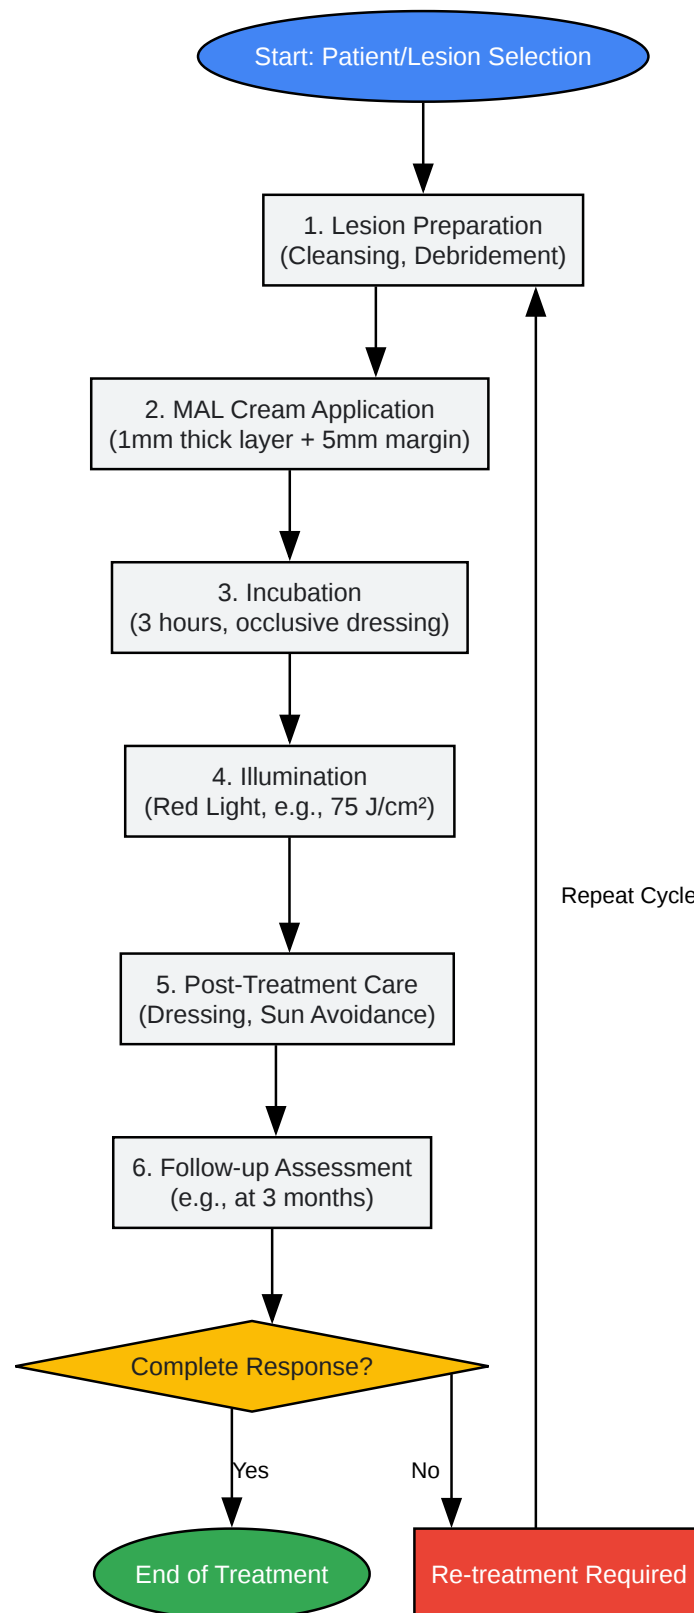 Start: Patient/Lesion Selection
1. Lesion Preparation
(Cleansing, Debridement)
2. MAL Cream Application
(1mm thick layer + 5mm margin)
3. Incubation
(3 hours, occlusive dressing)
4. Illumination
(Red Light, e.g., 75 J/cm²)
Repeat Cycle
5. Post-Treatment Care
(Dressing, Sun Avoidance)
6. Follow-up Assessment
(e.g., at 3 months)
Complete Response?
Yes
No
End of Treatment
Re-treatment Required